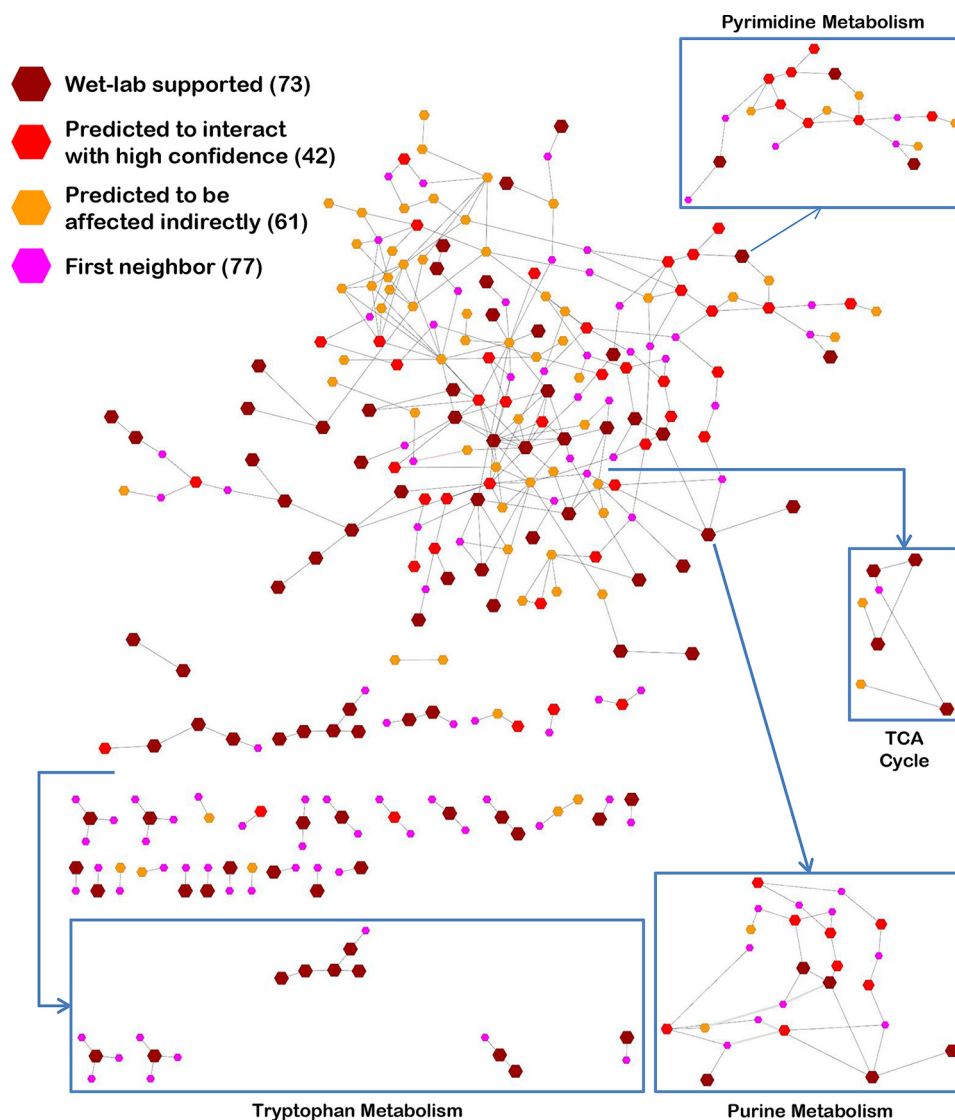 Pyrimidine Metabolism
Wet-lab supported (73)
Predicted to interact
with high confidence (42)
Predicted to be
affected indirectly (61)
First neighbor (77)
TCA
Cycle
Tryptophan Metabolism
Purine Metabolism